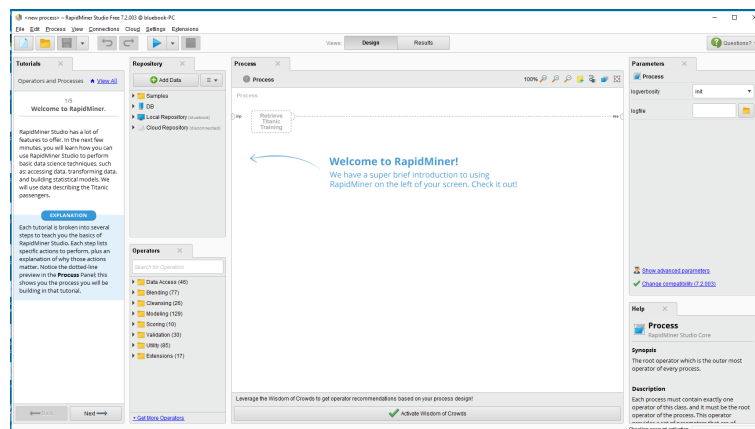 <new process> – RapidMiner Studio Free 7.2.003 @ bluebook-PC
File Edit Process View Connections Cloud Settings Extensions
Views: Design Results
Questions?
Tutorials
Operators and Processes View All
1/5
Welcome to RapidMiner.
RapidMiner Studio has a lot of
features to offer. In the next few
minutes, you will learn how you can
use RapidMiner Studio to perform
basic data science techniques, such
as: accessing data, transforming data,
and building statistical models. We
will use data describing the Titanic
passengers.
EXPLANATION
Each tutorial is broken into several
steps to teach you the basics of
RapidMiner Studio. Each step lists
specific actions to perform, plus an
explanation of why those actions
matter. Notice the dotted-line
preview in the Process Panel; this
shows you the process you will be
building in that tutorial.
Back Next
Repository
Add Data
Samples
DB
Local Repository (bluebook)
Cloud Repository (disconnected)
Operators
Search for Operators
Data Access (46)
Blending (77)
Cleansing (26)
Modeling (129)
Scoring (10)
Validation (30)
Utility (85)
Extensions (17)
+ Get More Operators
Process
Process
100%
Process
inp
Retrieve
Titanic
Training
res
Welcome to RapidMiner!
We have a super brief introduction to using
RapidMiner on the left of your screen. Check it out!
Leverage the Wisdom of Crowds to get operator recommendations based on your process design!
Activate Wisdom of Crowds
Parameters
Process
logverbosity init
logfile
Show advanced parameters
Change compatibility (7.2.003)
Help
Process
RapidMiner Studio Core
Synopsis
The root operator which is the outer most
operator of every process.
Description
Each process must contain exactly one
operator of this class, and it must be the root
operator of the process. This operator